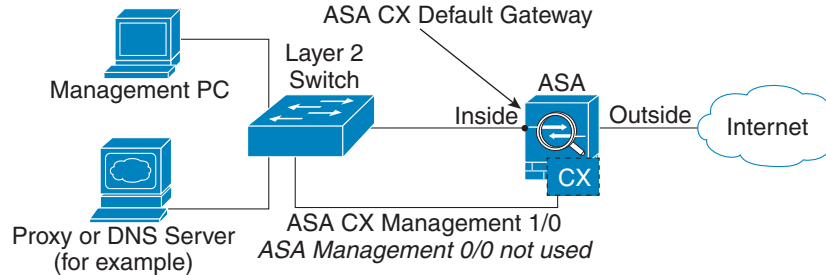 ASA CX Default Gateway
Management PC
Layer 2
Switch
ASA
Inside
Outside
Internet
CX
Proxy or DNS Server
(for example)
ASA CX Management 1/0
ASA Management 0/0 not used